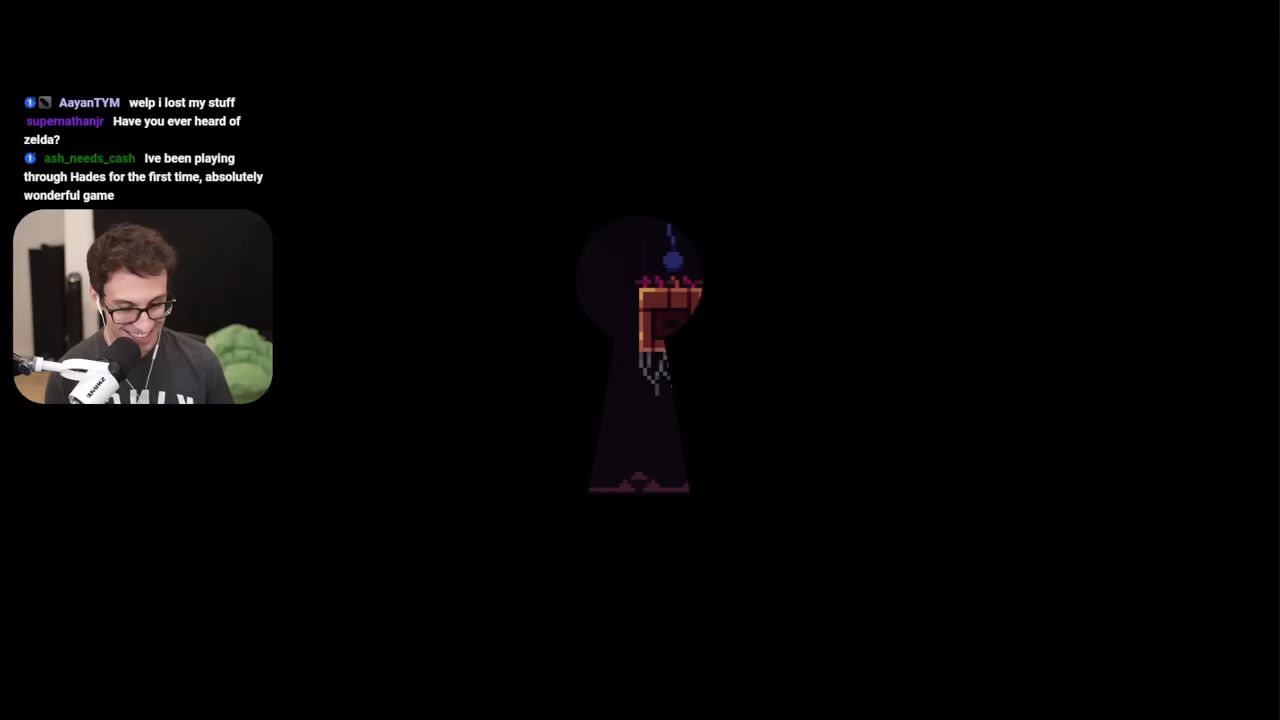 AayanTYM welp i lost my stuff
supernathanjr Have you ever heard of
zelda?
ash_needs_cash Ive been playing
through Hades for the first time, absolutely
wonderful game
SHURE